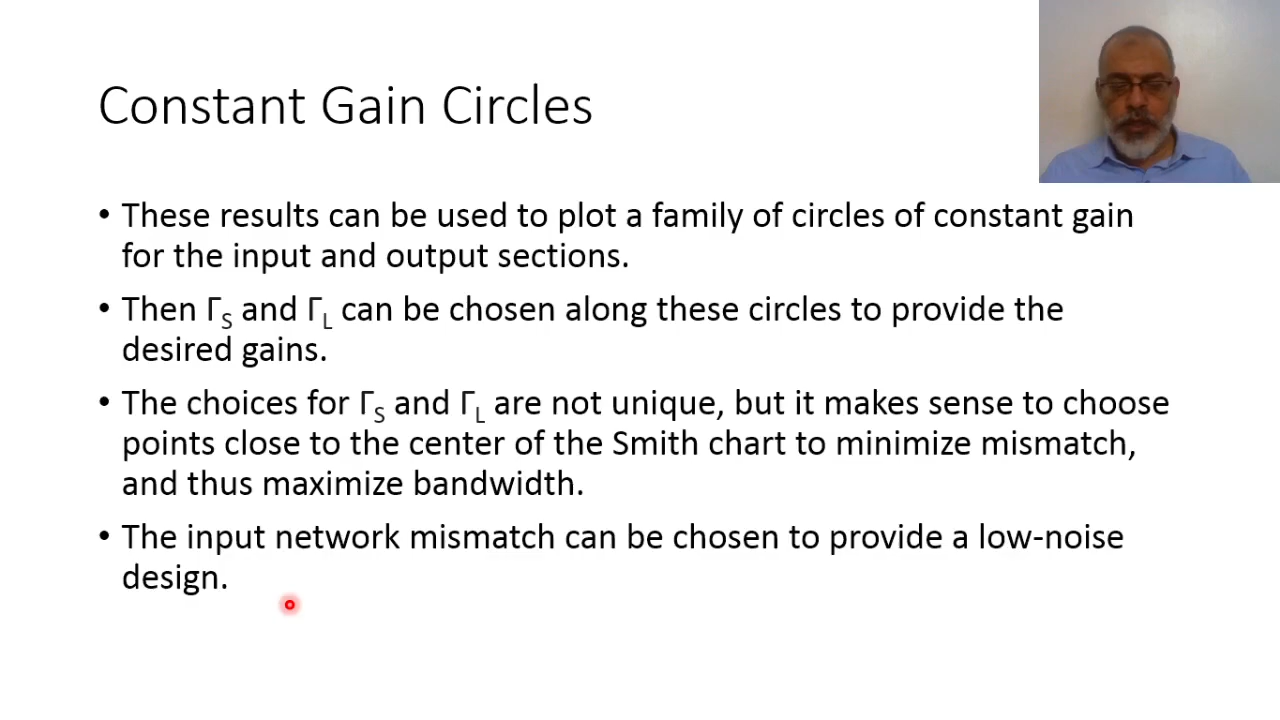 Constant Gain Circles
• These results can be used to plot a family of circles of constant gain
for the input and output sections.
• Then Γ_S and Γ_L can be chosen along these circles to provide the
desired gains.
• The choices for Γ_S and Γ_L are not unique, but it makes sense to choose
points close to the center of the Smith chart to minimize mismatch,
and thus maximize bandwidth.
• The input network mismatch can be chosen to provide a low-noise
design.